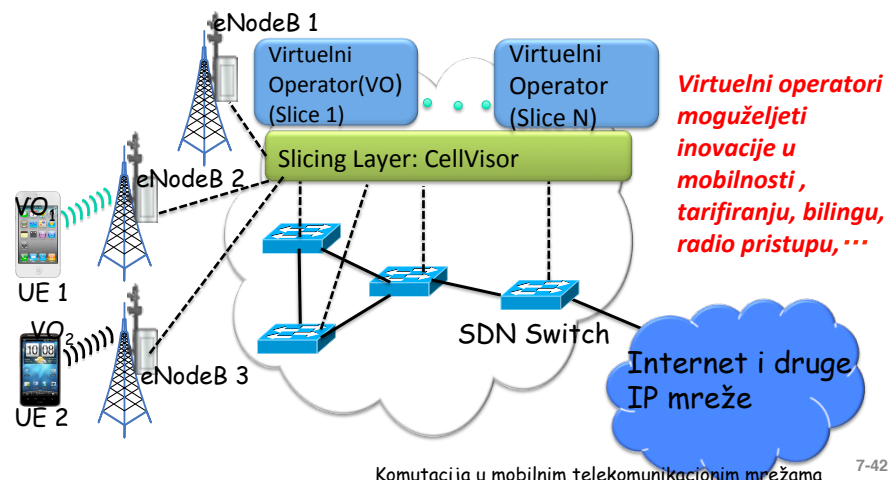 eNodeB 1
Virtuelni
Operator(VO)
(Slice 1)
Virtuelni
Operator
(Slice N)
Virtuelni operatori
moguželjeti
inovacije u
mobilnosti ,
tarifiranju, bilingu,
radio pristupu, ···
Slicing Layer: CellVisor
eNodeB 2
VO1
UE 1
VO2
10 08
UE 2
eNodeB 3
SDN Switch
Internet i druge
IP mreže
Komutacija u mobilnim telekomunikacionim mrežama
7-42